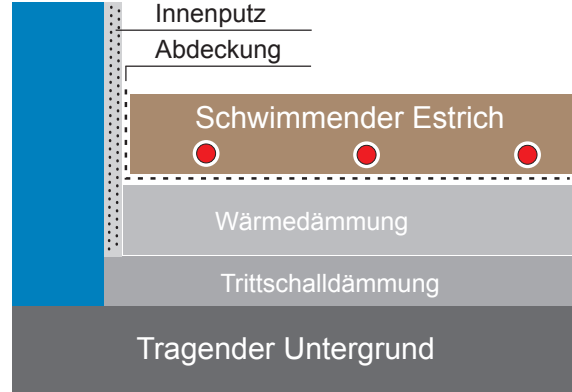 Innenputz
Abdeckung
Schwimmender Estrich
Wärmedämmung
Trittschalldämmung
Tragender Untergrund